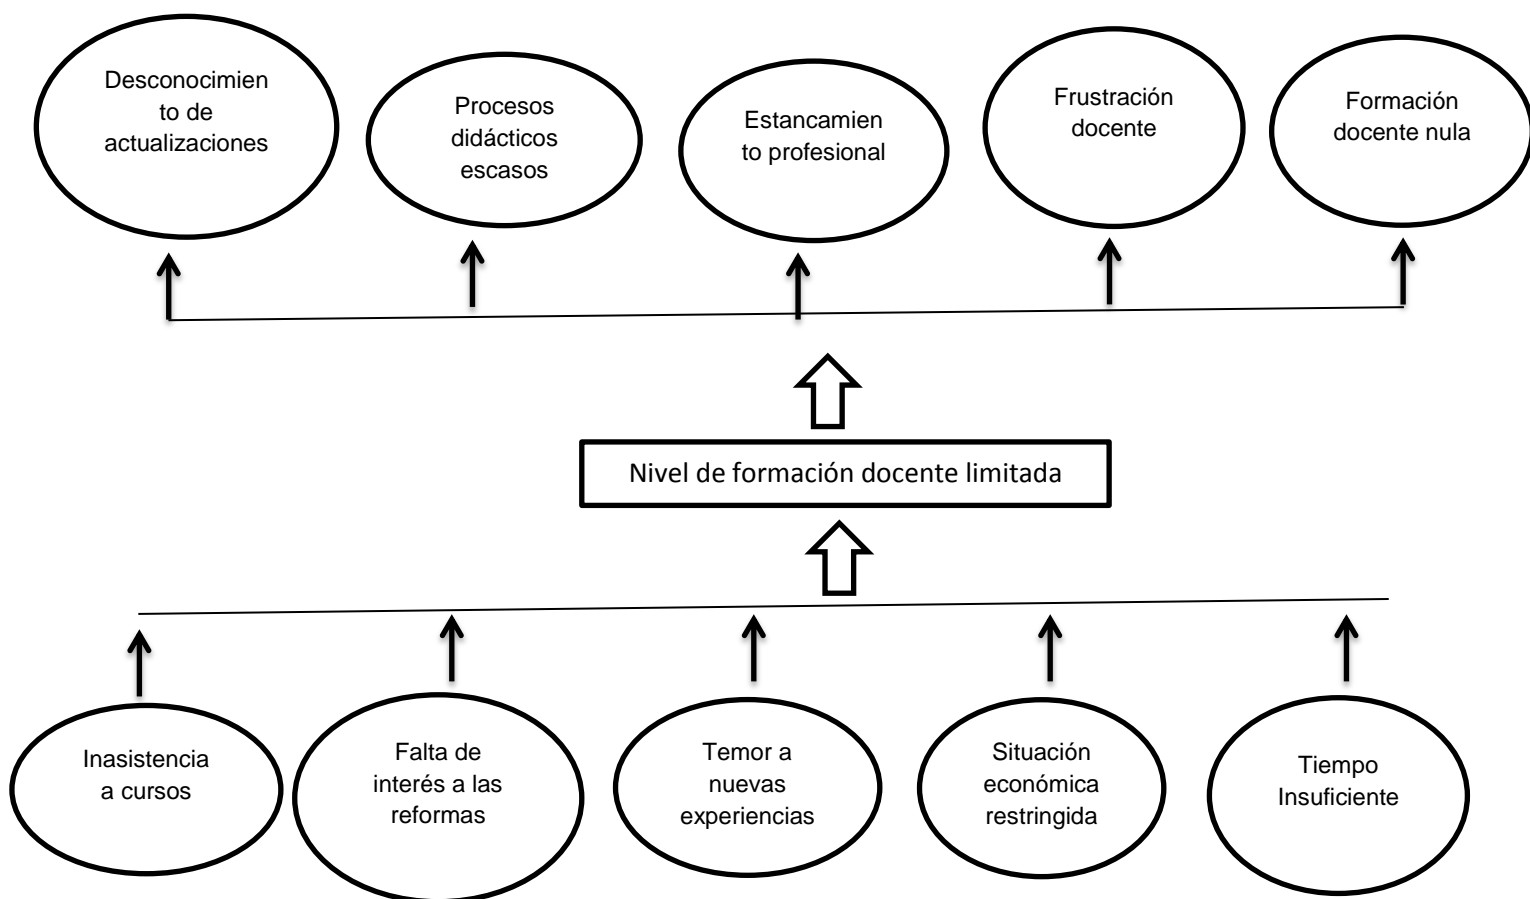 Desconocimien
to de
actualizaciones
Procesos
didácticos
escasos
Estancamien
to profesional
Frustración
docente
Formación
docente nula
Nivel de formación docente limitada
Inasistencia
a cursos
Falta de
interés a las
reformas
Temor a
nuevas
experiencias
Situación
económica
restringida
Tiempo
Insuficiente